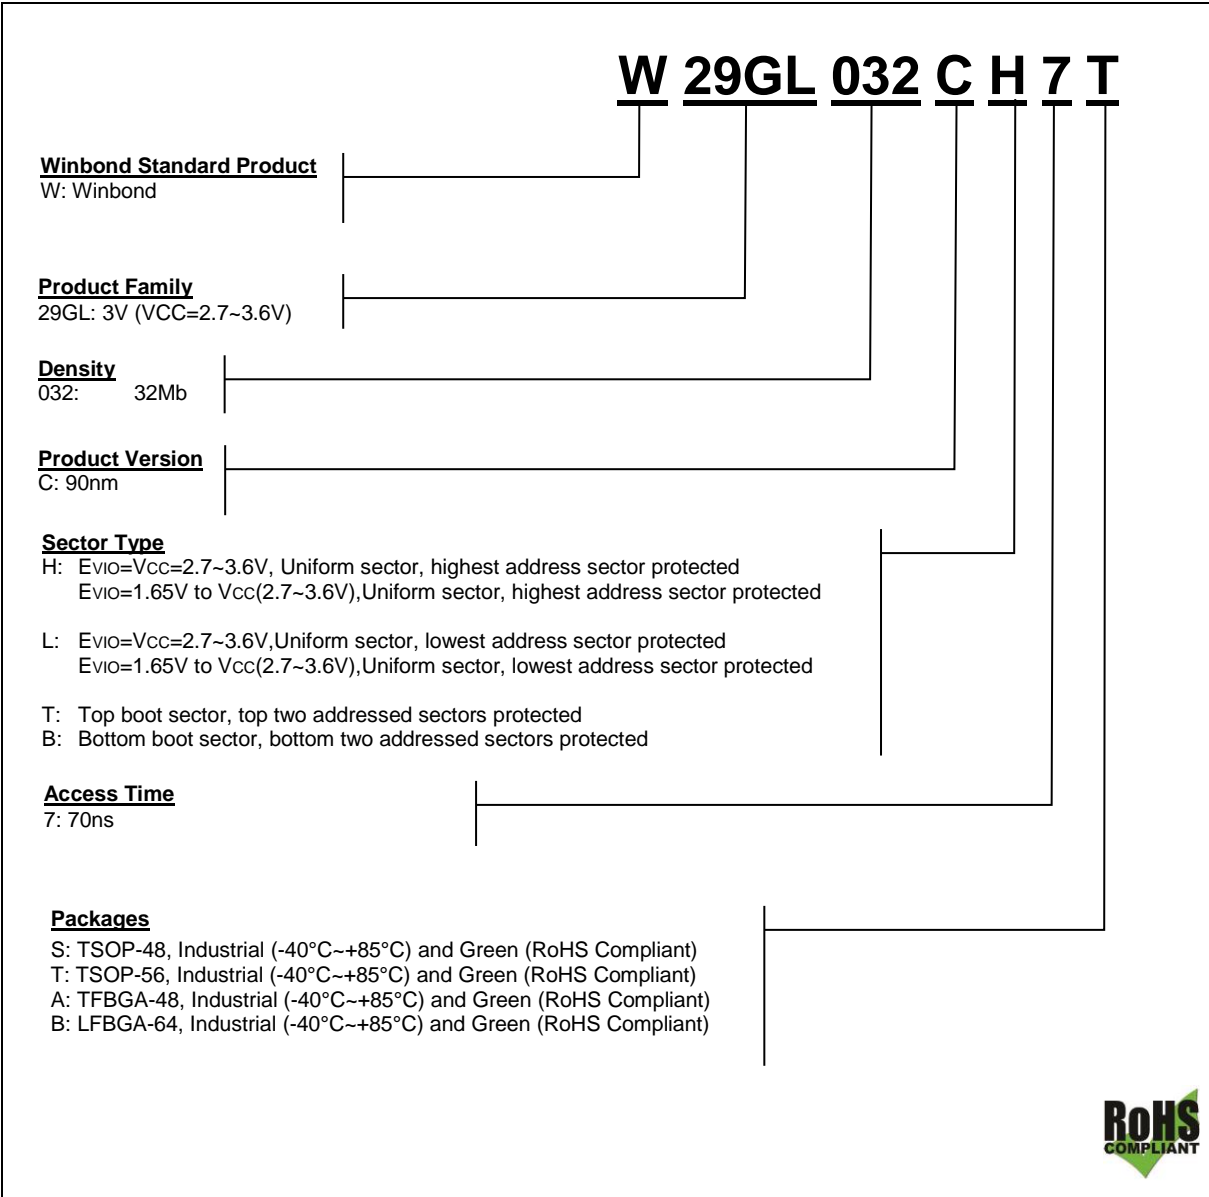 W 29GL 032 C H 7 T
Winbond Standard Product
W: Winbond
Product Family
29GL: 3V (VCC=2.7~3.6V)
Density
032: 32Mb
Product Version
C: 90nm
Sector Type
H: EVIO=VCC=2.7~3.6V, Uniform sector, highest address sector protected
EVIO=1.65V to VCC(2.7~3.6V),Uniform sector, highest address sector protected
L: EVIO=VCC=2.7~3.6V,Uniform sector, lowest address sector protected
EVIO=1.65V to VCC(2.7~3.6V),Uniform sector, lowest address sector protected
T: Top boot sector, top two addressed sectors protected
B: Bottom boot sector, bottom two addressed sectors protected
Access Time
7: 70ns
Packages
S: TSOP-48, Industrial (-40°C~+85°C) and Green (RoHS Compliant)
T: TSOP-56, Industrial (-40°C~+85°C) and Green (RoHS Compliant)
A: TFBGA-48, Industrial (-40°C~+85°C) and Green (RoHS Compliant)
B: LFBGA-64, Industrial (-40°C~+85°C) and Green (RoHS Compliant)
RoHS
COMPLIANT